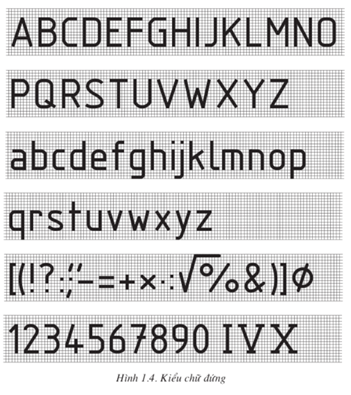 ABCDEFGHIJKLMNO
PQRSTUVWXYZ
abcdefghijklmnop
qrstuvwxyz
[(!?:;"–=+×·:√%&)]Ø
1234567890 IVX
Hình 1.4. Kiểu chữ đứng